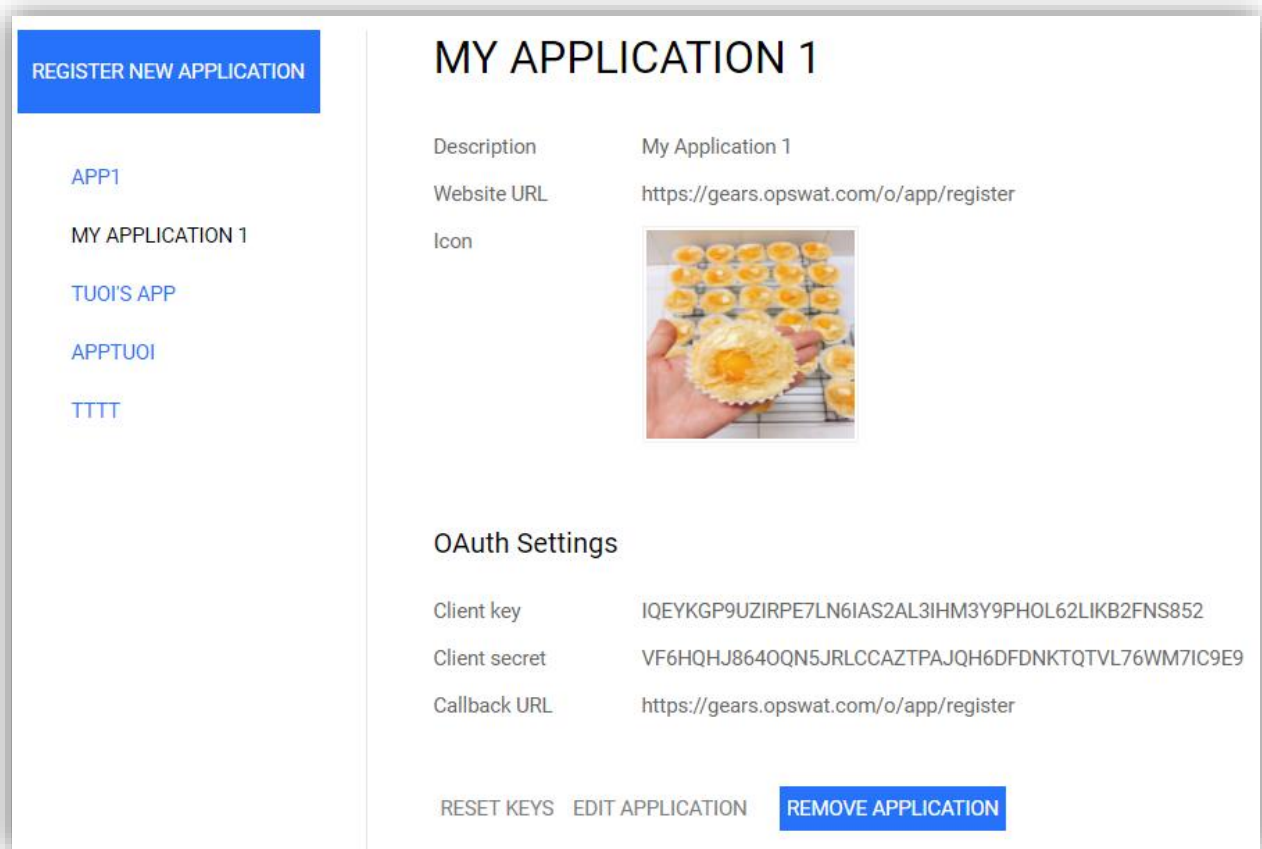 REGISTER NEW APPLICATION
APP1
MY APPLICATION 1
TUOI'S APP
APPTUOI
TTTT
MY APPLICATION 1
Description My Application 1
Website URL https://gears.opswat.com/o/app/register
Icon
OAuth Settings
Client key IQEYKGP9UZIRPE7LN6IAS2AL3IHM3Y9PHOL62LIKB2FNS852
Client secret VF6HQHJ864OQN5JRLCCAZTPAJQH6DFDNKTQTVL76WM7IC9E9
Callback URL https://gears.opswat.com/o/app/register
RESET KEYS EDIT APPLICATION REMOVE APPLICATION